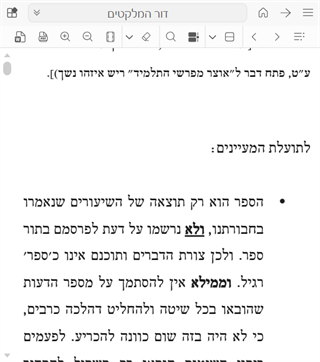 דור המלקטים
ע״ט, פתח דבר ל״אוצר מפרשי התלמיד״ ריש איזהו נשך)].
לתועלת המעיינים:
• הספר הוא רק תוצאה של השיעורים שנאמרו
בחבורתנו, ולא נרשמו על דעת לפרסמם בתור
ספר. ולכן צורת הדברים ותוכנם אינו כ׳ספר׳
רגיל. וממילא אין להסתמך על מספר הדעות
שהובאו בכל שיטה ולהחליט דהלכה כרבים,
כי לא היה בזה שום כוונה להכריע. לפעמים